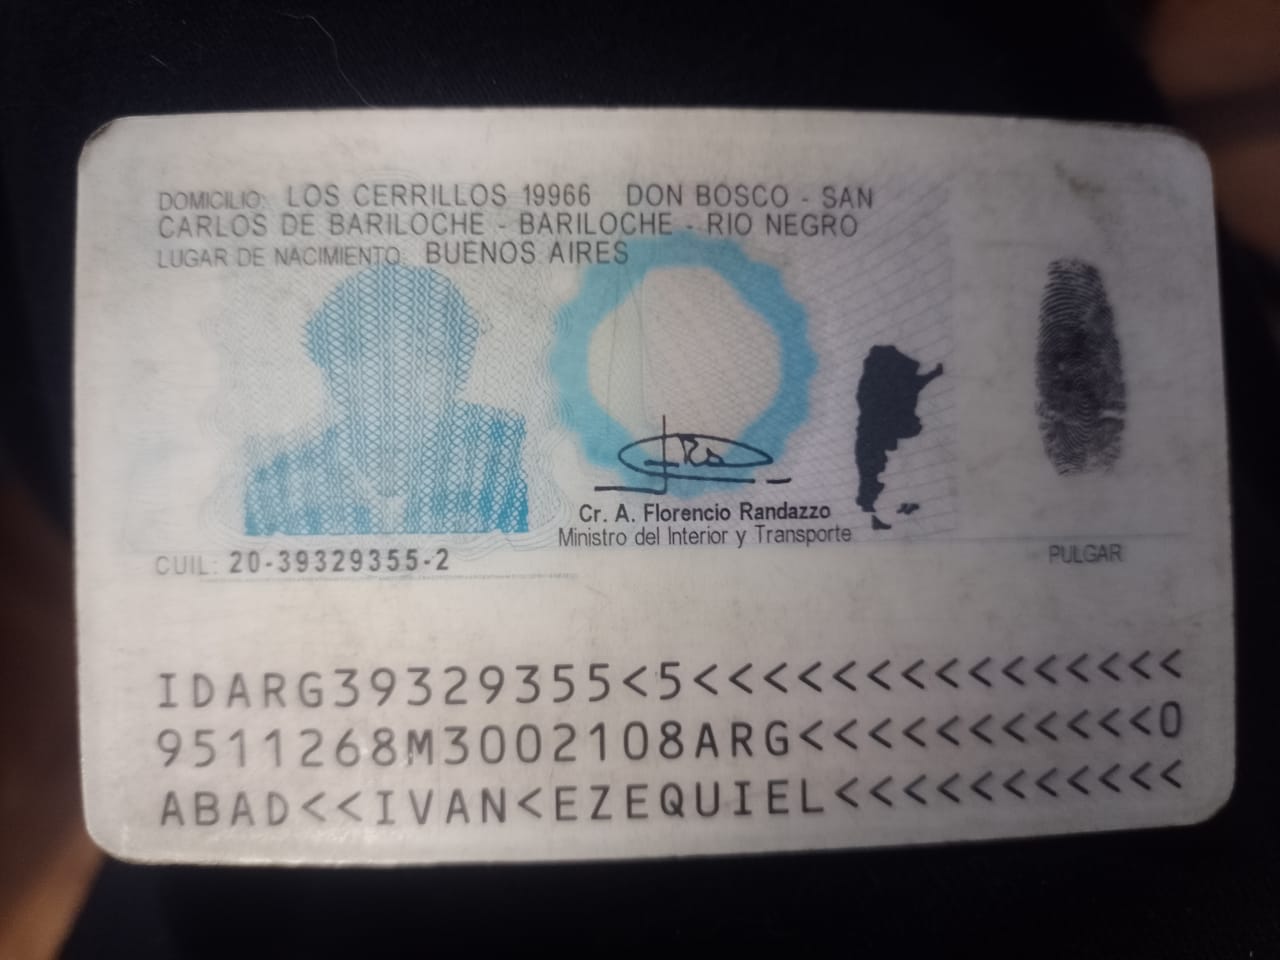 DOMICILIO: LOS CERRILLOS 19966 DON BOSCO - SAN
CARLOS DE BARILOCHE - BARILOCHE - RIO NEGRO
LUGAR DE NACIMIENTO: BUENOS AIRES
Cr. A. Florencio Randazzo
Ministro del Interior y Transporte
CUIL: 20-39329355-2
PULGAR
IDARG39329355<5<<<<<<<<<<<<<<<
9511268M3002108ARG<<<<<<<<<<<0
ABAD<<IVAN<EZEQUIEL<<<<<<<<<<<